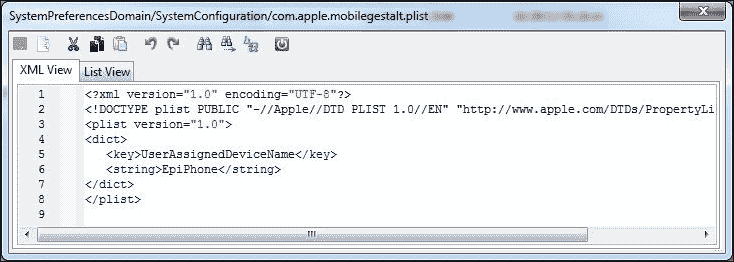 SystemPreferencesDomain/SystemConfiguration/com.apple.mobilegestalt.plist
XML View List View
1 <?xml version="1.0" encoding="UTF-8"?>
2 <!DOCTYPE plist PUBLIC "-//Apple//DTD PLIST 1.0//EN" "http://www.apple.com/DTDs/PropertyLi
3 <plist version="1.0">
4 <dict>
5 <key>UserAssignedDeviceName</key>
6 <string>EpiPhone</string>
7 </dict>
8 </plist>
9